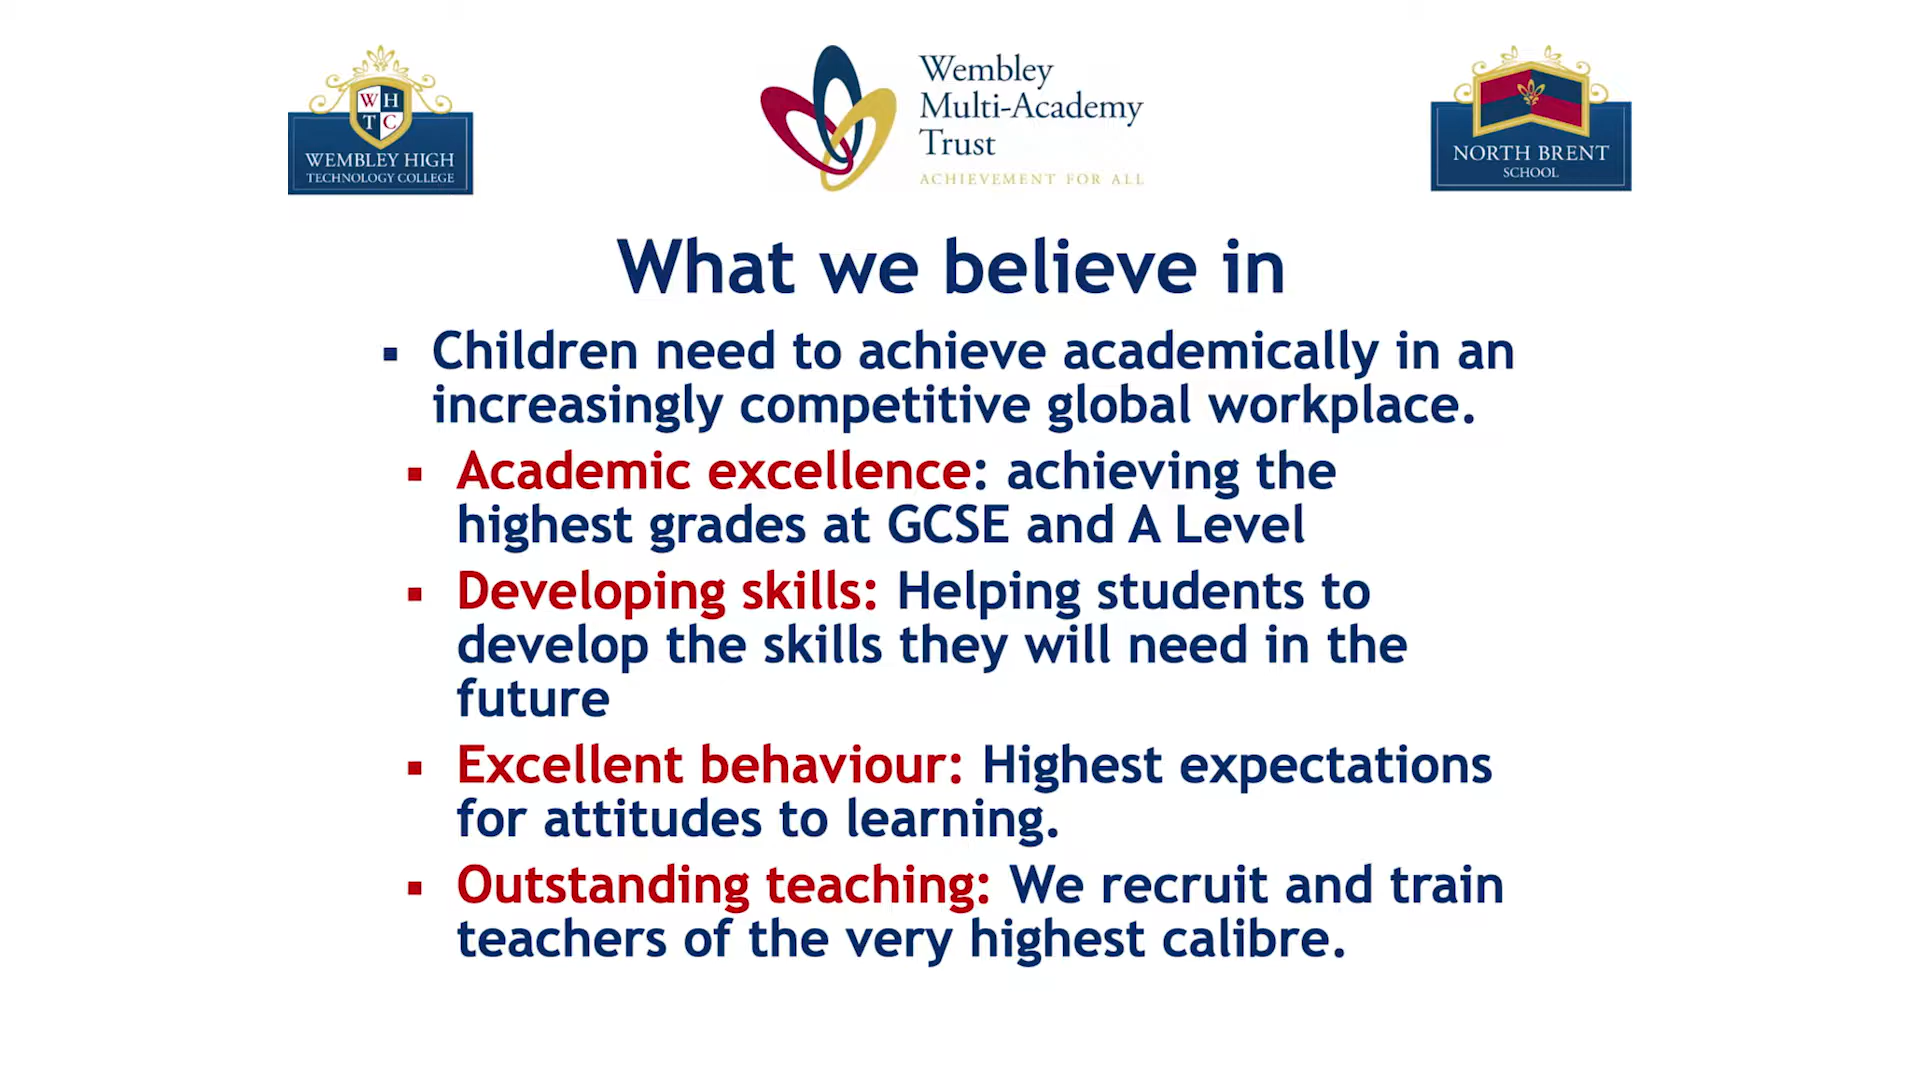 WHTC
WEMBLEY HIGH
TECHNOLOGY COLLEGE
Wembley
Multi-Academy
Trust
ACHIEVEMENT FOR ALL
NORTH BRENT
SCHOOL
What we believe in
▪ Children need to achieve academically in an
increasingly competitive global workplace.
▪ Academic excellence: achieving the
highest grades at GCSE and A Level
▪ Developing skills: Helping students to
develop the skills they will need in the
future
▪ Excellent behaviour: Highest expectations
for attitudes to learning.
▪ Outstanding teaching: We recruit and train
teachers of the very highest calibre.